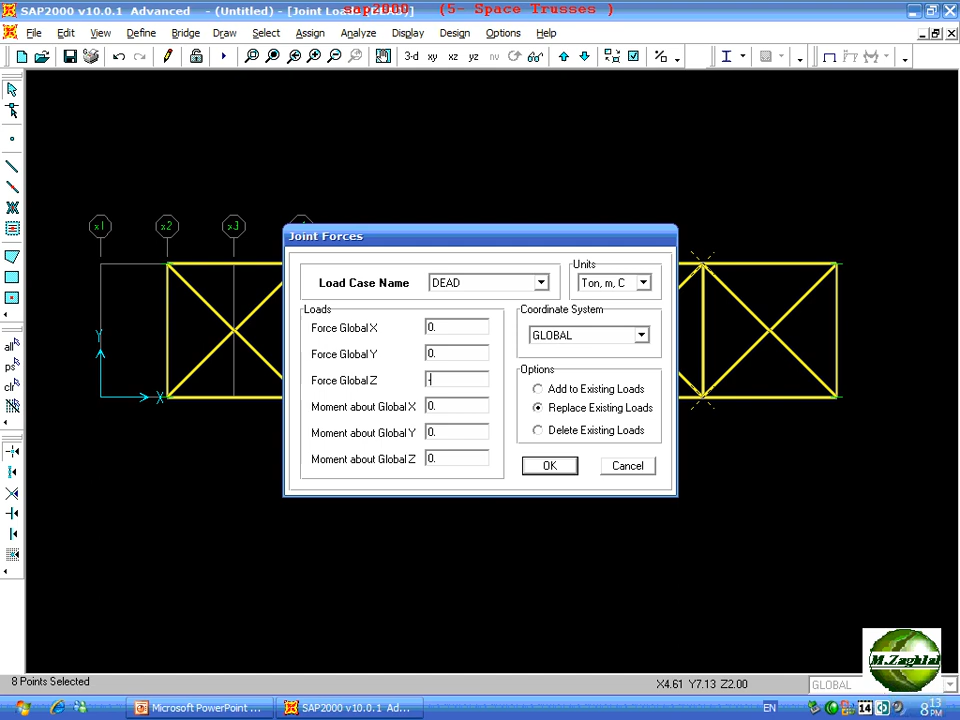 SAP2000 v10.0.1 Advanced - (Untitled) - [Joint Loads
sap2000 (5- Space Trusses )
File Edit View Define Bridge Draw Select Assign Analyze Display Design Options Help
3-d xy xz yz nv
all
ps
clr
x1 x2 x3
Y
X
Joint Forces
Load Case Name DEAD
Units
Ton, m, C
Loads
Force Global X 0.
Force Global Y 0.
Force Global Z -
Moment about Global X 0.
Moment about Global Y 0.
Moment about Global Z 0.
Coordinate System
GLOBAL
Options
Add to Existing Loads
Replace Existing Loads
Delete Existing Loads
OK Cancel
M.Zaghlal
8 Points Selected
X4.61 Y7.13 Z2.00
GLOBAL
Microsoft PowerPoint ...
SAP2000 v10.0.1 Ad...
EN
14
8:13 PM